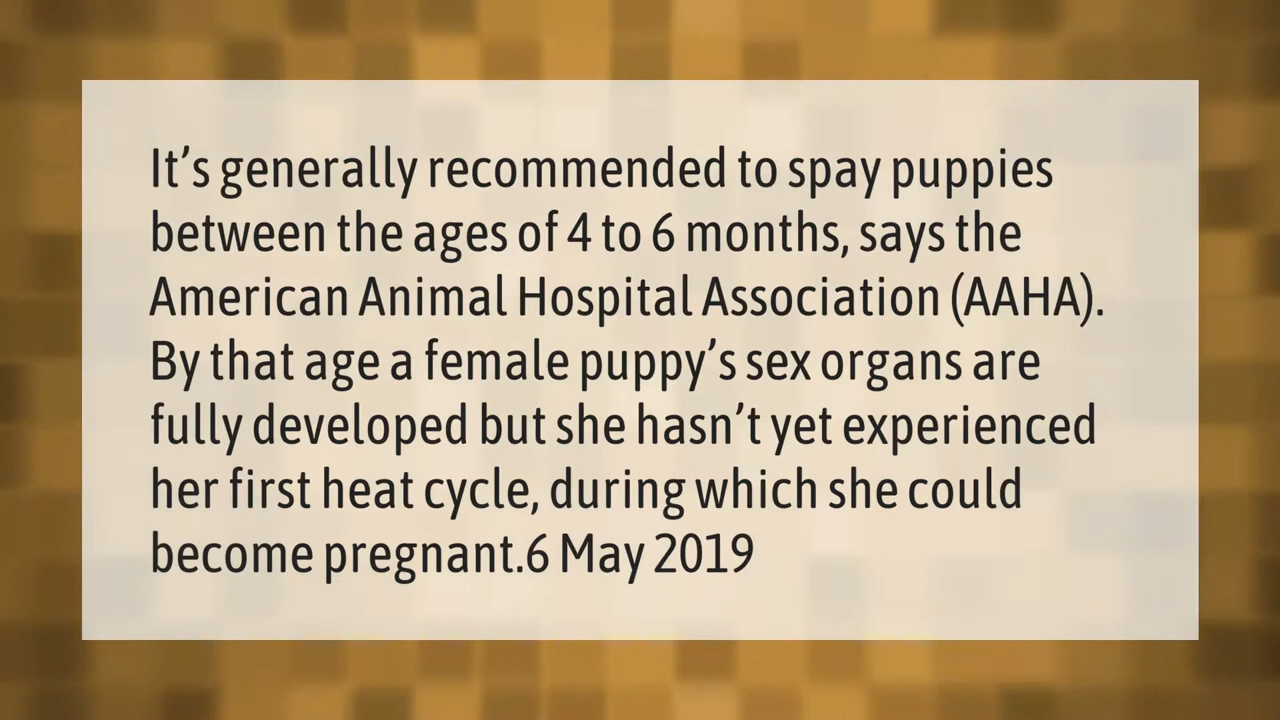 It’s generally recommended to spay puppies
between the ages of 4 to 6 months, says the
American Animal Hospital Association (AAHA).
By that age a female puppy’s sex organs are
fully developed but she hasn’t yet experienced
her first heat cycle, during which she could
become pregnant.6 May 2019